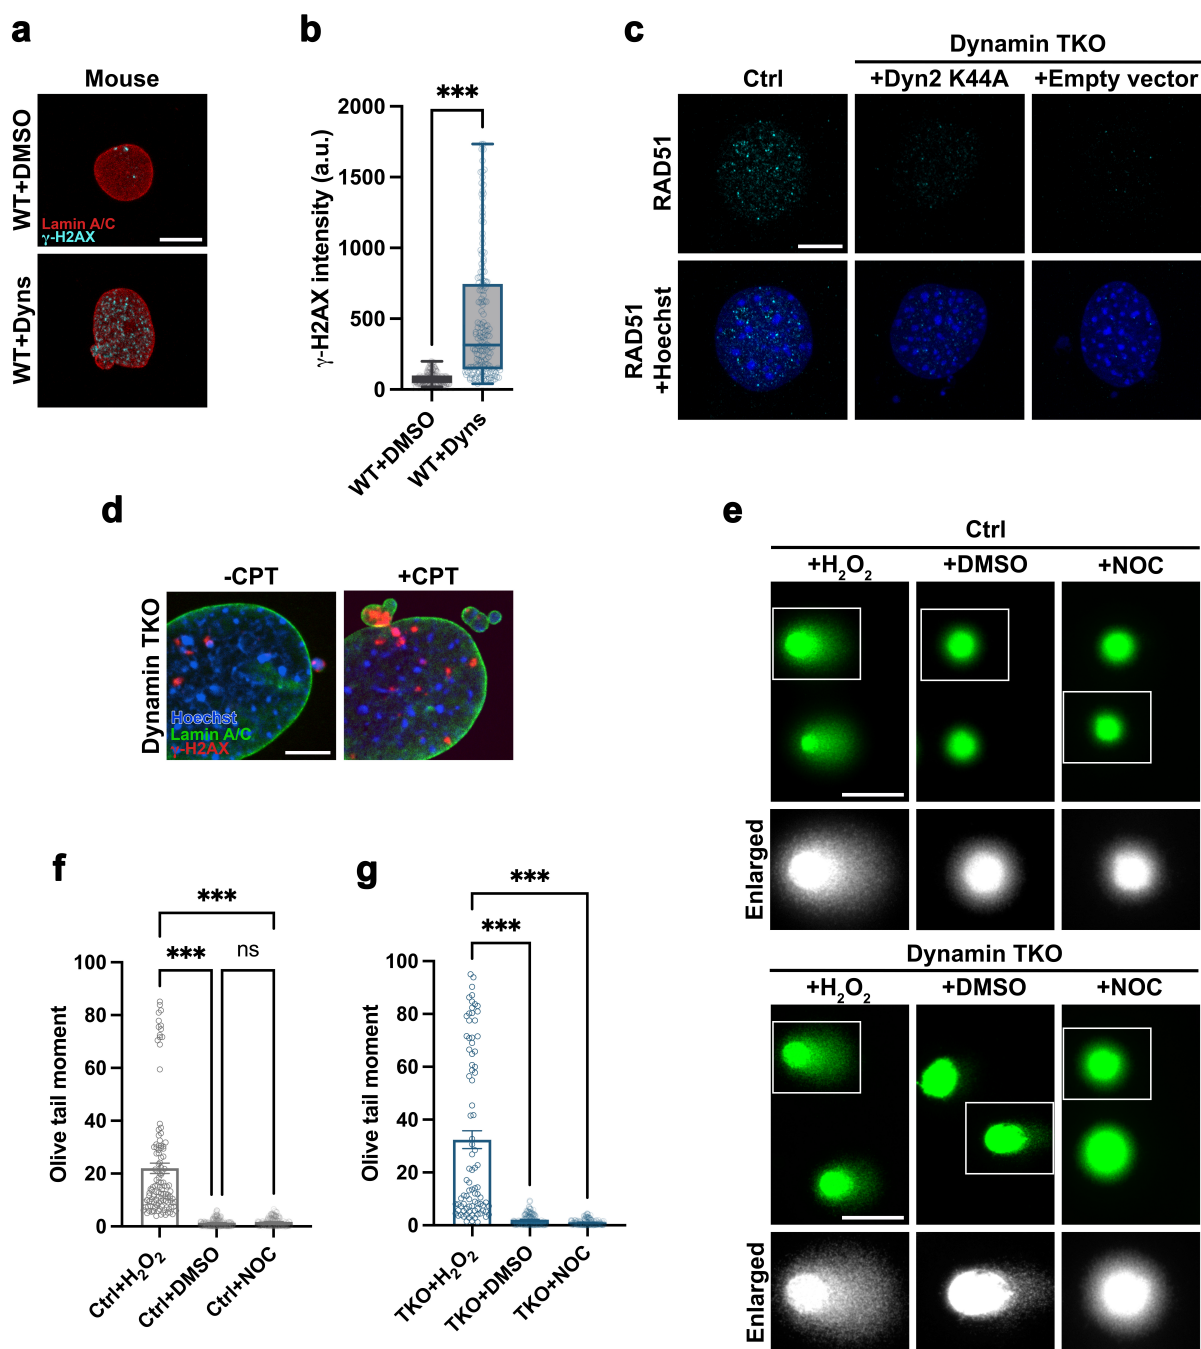 a
Mouse
WT+DMSO
Lamin A/C
γ-H2AX
WT+Dyns
b
***
γ-H2AX intensity (a.u.)
2000
1500
1000
500
0
WT+DMSO
WT+Dyns
c
Dynamin TKO
Ctrl
+Dyn2 K44A
+Empty vector
RAD51
RAD51
+Hoechst
d
-CPT
+CPT
Dynamin TKO
Hoechst
Lamin A/C
γ-H2AX
e
Ctrl
+H₂O₂
+DMSO
+NOC
Enlarged
Dynamin TKO
+H₂O₂
+DMSO
+NOC
Enlarged
f
***
***
ns
Olive tail moment
100
80
60
40
20
0
Ctrl+H₂O₂
Ctrl+DMSO
Ctrl+NOC
g
***
***
Olive tail moment
100
80
60
40
20
0
TKO+H₂O₂
TKO+DMSO
TKO+NOC